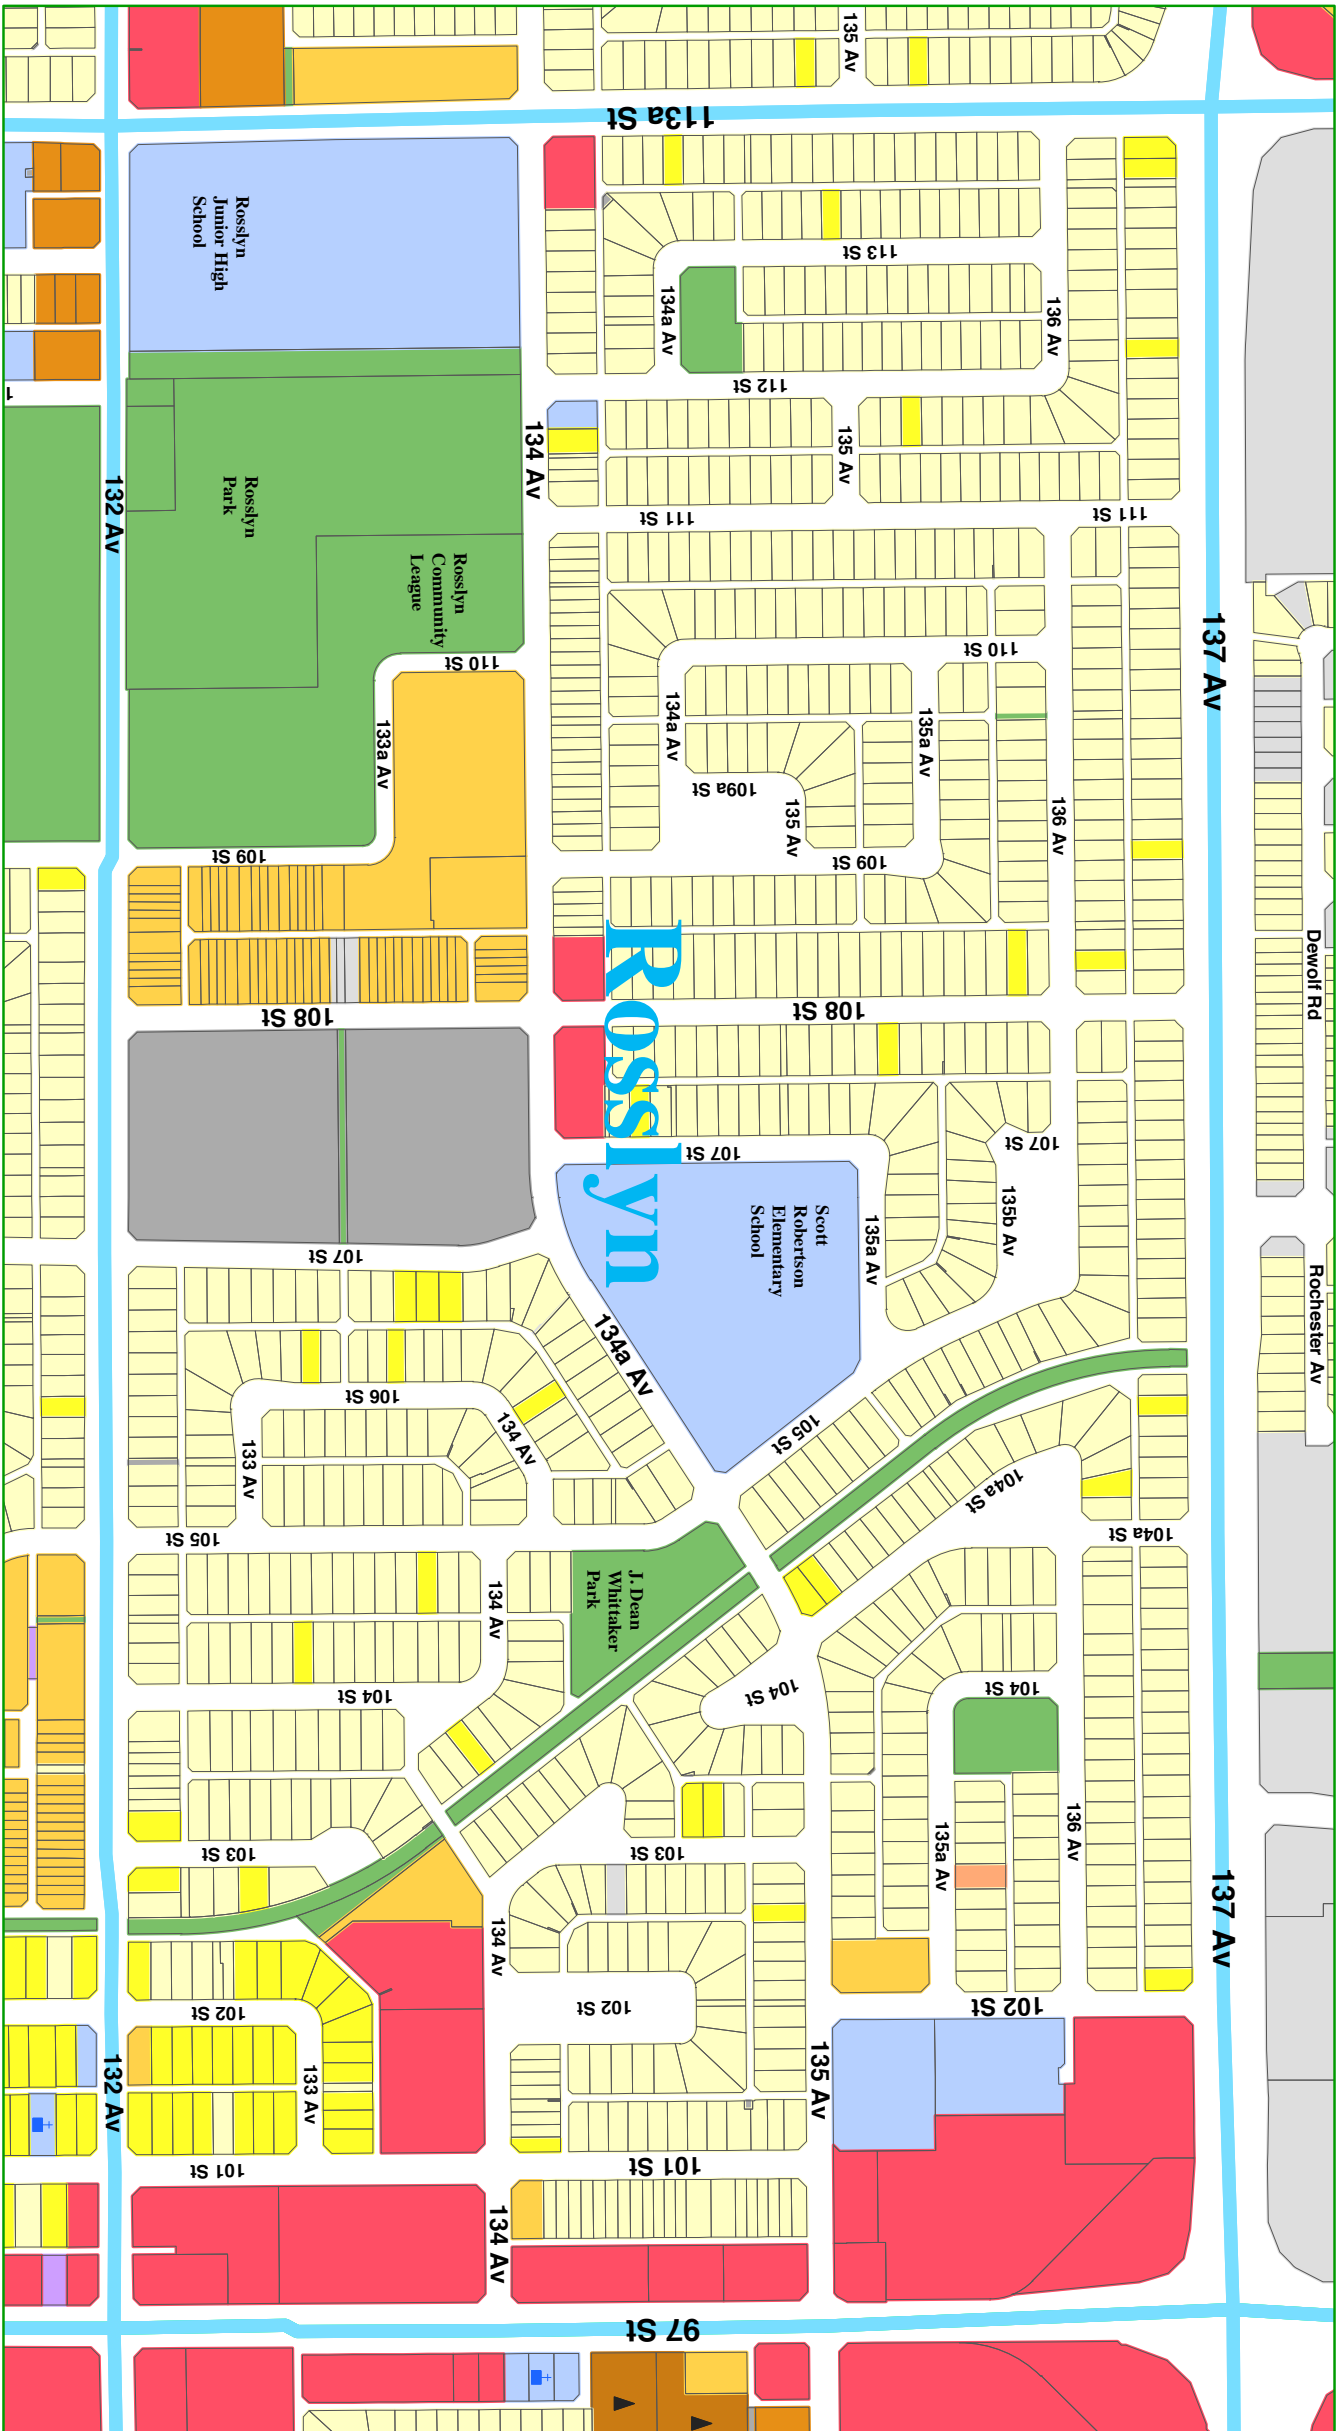 135 Av
113a St
Rosslyn
Junior High
School
113 St
134a Av
136 Av
112 St
1
134 Av
135 Av
132 Av
Rosslyn
Park
111 St
111 St
Rosslyn
Community
League
110 St
110 St
137 Av
133a Av
134a Av
135a Av
109a St
135 Av
136 Av
109 St
109 St
Dewolf Rd
Rosslyn
108 St
108 St
107 St
107 St
135b Av
135a Av
Scott
Robertson
Elementary
School
107 St
Rochester Av
134a Av
106 St
134 Av
105 St
133 Av
104a St
105 St
104a St
134 Av
J. Dean
Whittaker
Park
104 St
104 St
104 St
136 Av
135a Av
103 St
103 St
137 Av
134 Av
102 St
102 St
102 St
132 Av
133 Av
135 Av
101 St
101 St
134 Av
97 St